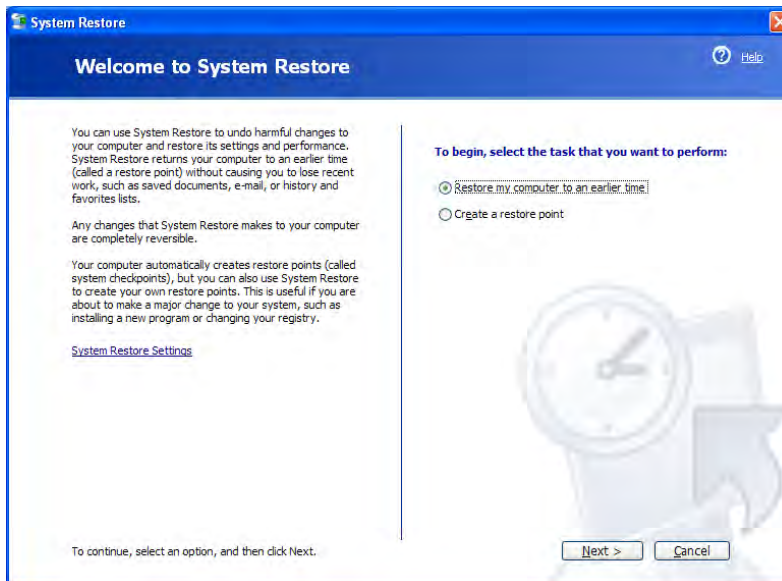 System Restore
Welcome to System Restore
Help
You can use System Restore to undo harmful changes to
your computer and restore its settings and performance.
System Restore returns your computer to an earlier time
(called a restore point) without causing you to lose recent
work, such as saved documents, e-mail, or history and
favorites lists.
Any changes that System Restore makes to your computer
are completely reversible.
Your computer automatically creates restore points (called
system checkpoints), but you can also use System Restore
to create your own restore points. This is useful if you are
about to make a major change to your system, such as
installing a new program or changing your registry.
System Restore Settings
To begin, select the task that you want to perform:
Restore my computer to an earlier time
Create a restore point
To continue, select an option, and then click Next.
Next >
Cancel